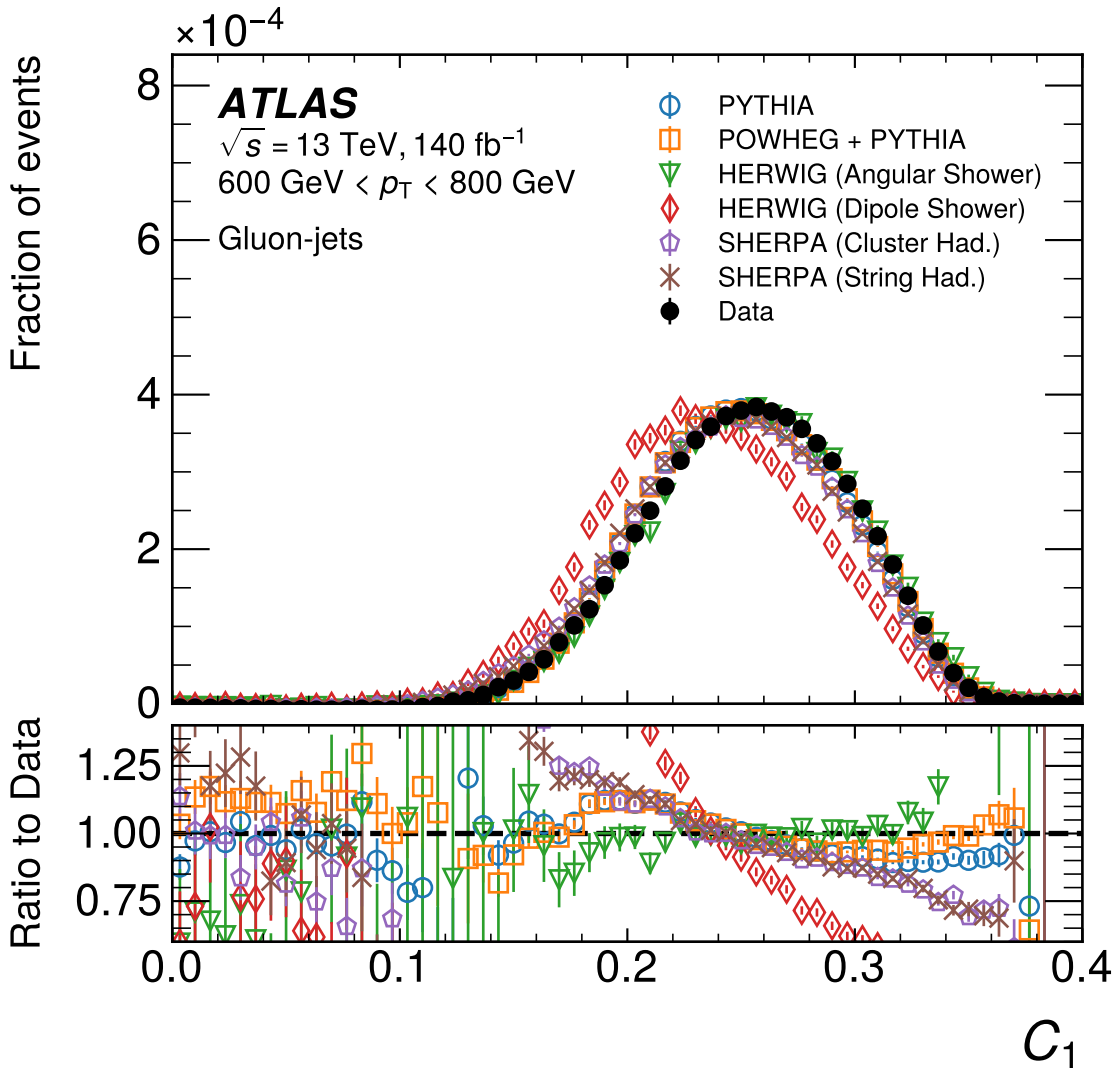 ×10⁻⁴
Fraction of events
8
6
4
2
0
ATLAS
√s = 13 TeV, 140 fb⁻¹
600 GeV < pT < 800 GeV
Gluon-jets
PYTHIA
POWHEG + PYTHIA
HERWIG (Angular Shower)
HERWIG (Dipole Shower)
SHERPA (Cluster Had.)
SHERPA (String Had.)
Data
Ratio to Data
1.25
1.00
0.75
0.0 0.1 0.2 0.3 0.4
C₁